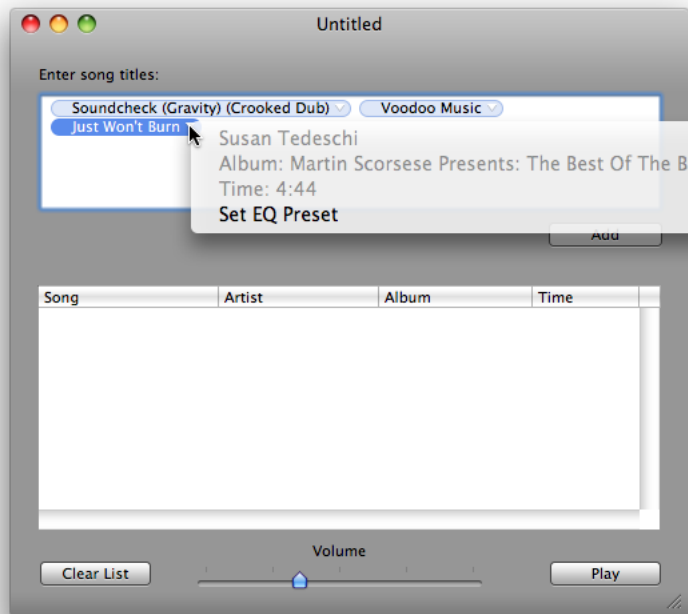 Untitled
Enter song titles:
Soundcheck (Gravity) (Crooked Dub) Voodoo Music
Just Won't Burn
Susan Tedeschi
Album: Martin Scorsese Presents: The Best Of The B
Time: 4:44
Set EQ Preset
Add
Song Artist Album Time
Volume
Clear List Play